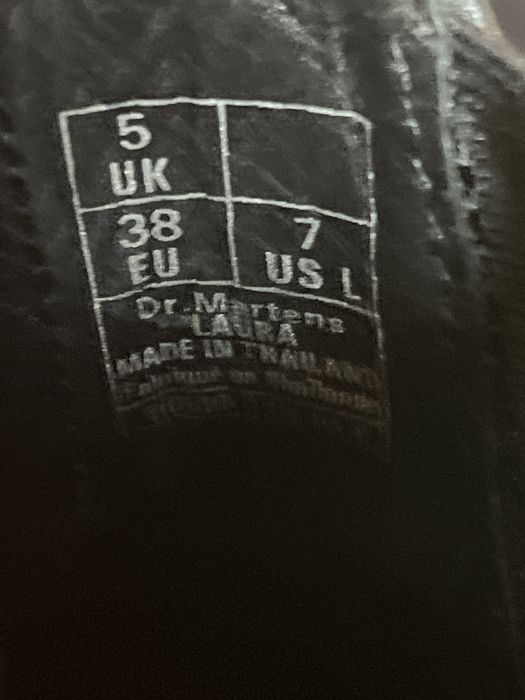 5
UK
38
EU
7
US L
Dr. Martens
LAURA
MADE IN THAILAND